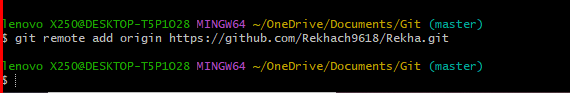 lenovo X250@DESKTOP-T5P1O28 MINGW64 ~/OneDrive/Documents/Git (master)
$ git remote add origin https://github.com/Rekhach9618/Rekha.git
lenovo X250@DESKTOP-T5P1O28 MINGW64 ~/OneDrive/Documents/Git (master)
$